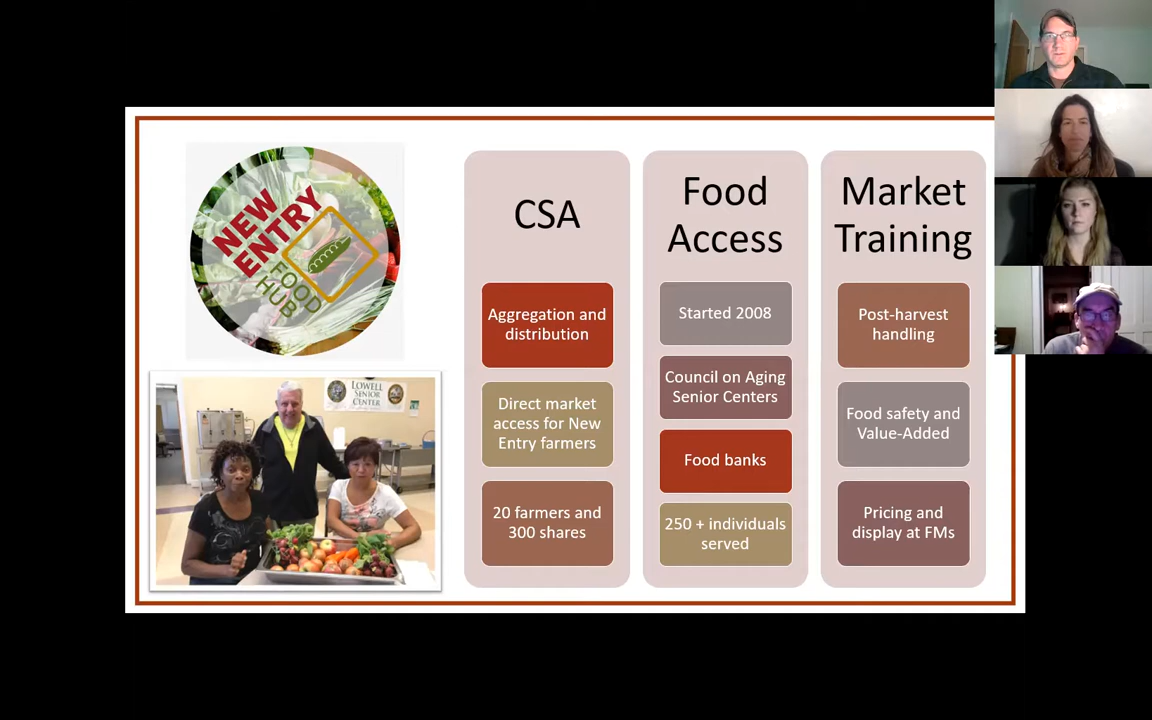 NEW
ENTRY
FOOD
HUB
LOWELL
SENIOR
CENTER
CSA
Aggregation and
distribution
Direct market
access for New
Entry farmers
20 farmers and
300 shares
Food
Access
Started 2008
Council on Aging
Senior Centers
Food banks
250 + individuals
served
Market
Training
Post-harvest
handling
Food safety and
Value-Added
Pricing and
display at FMs